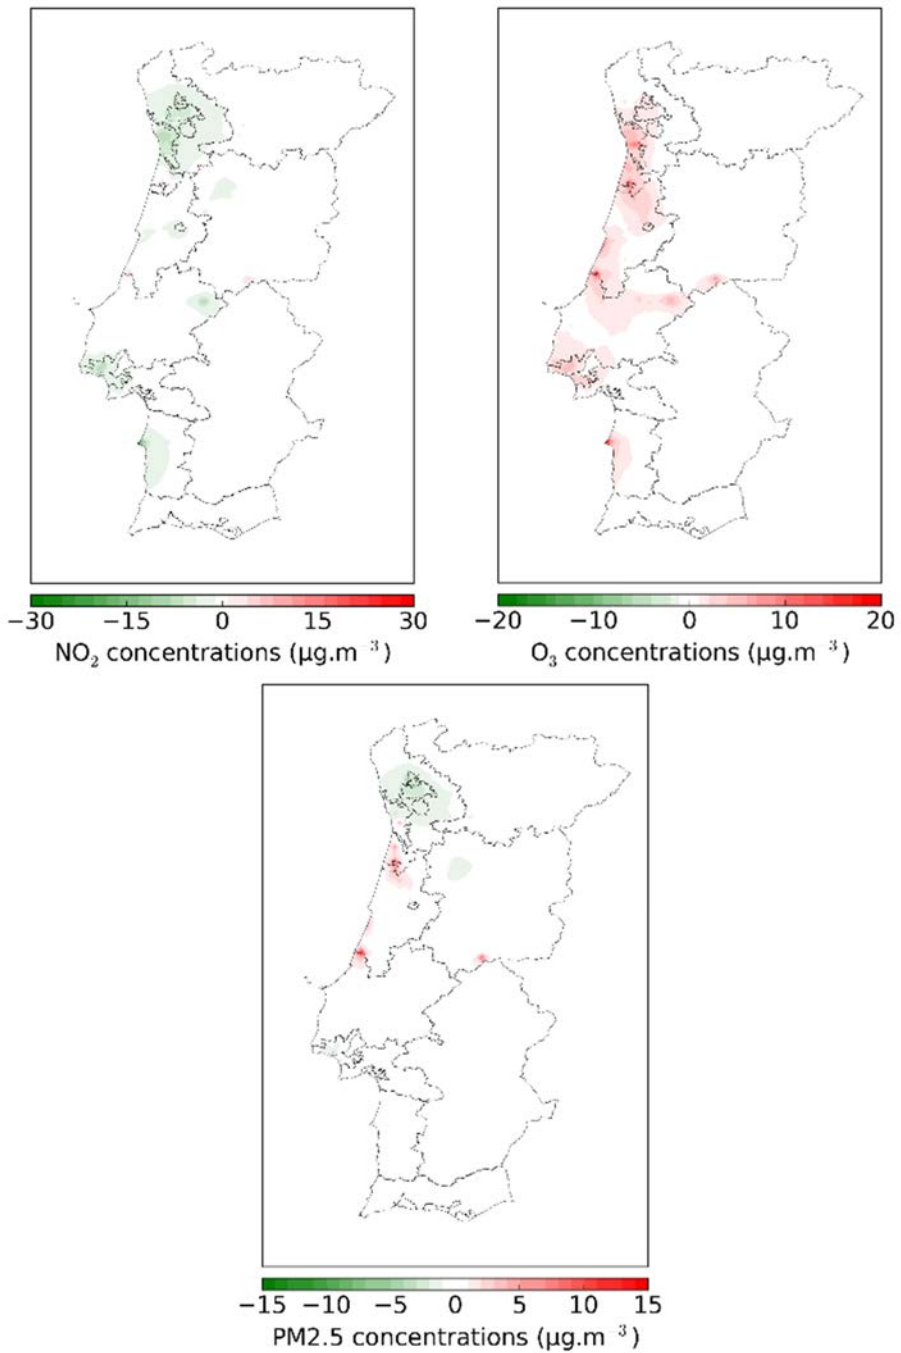 −30 −15 0 15 30
NO₂ concentrations (μg.m ³)
−20 −10 0 10 20
O₃ concentrations (μg.m ³)
−15 −10 −5 0 5 10 15
PM2.5 concentrations (μg.m ³)